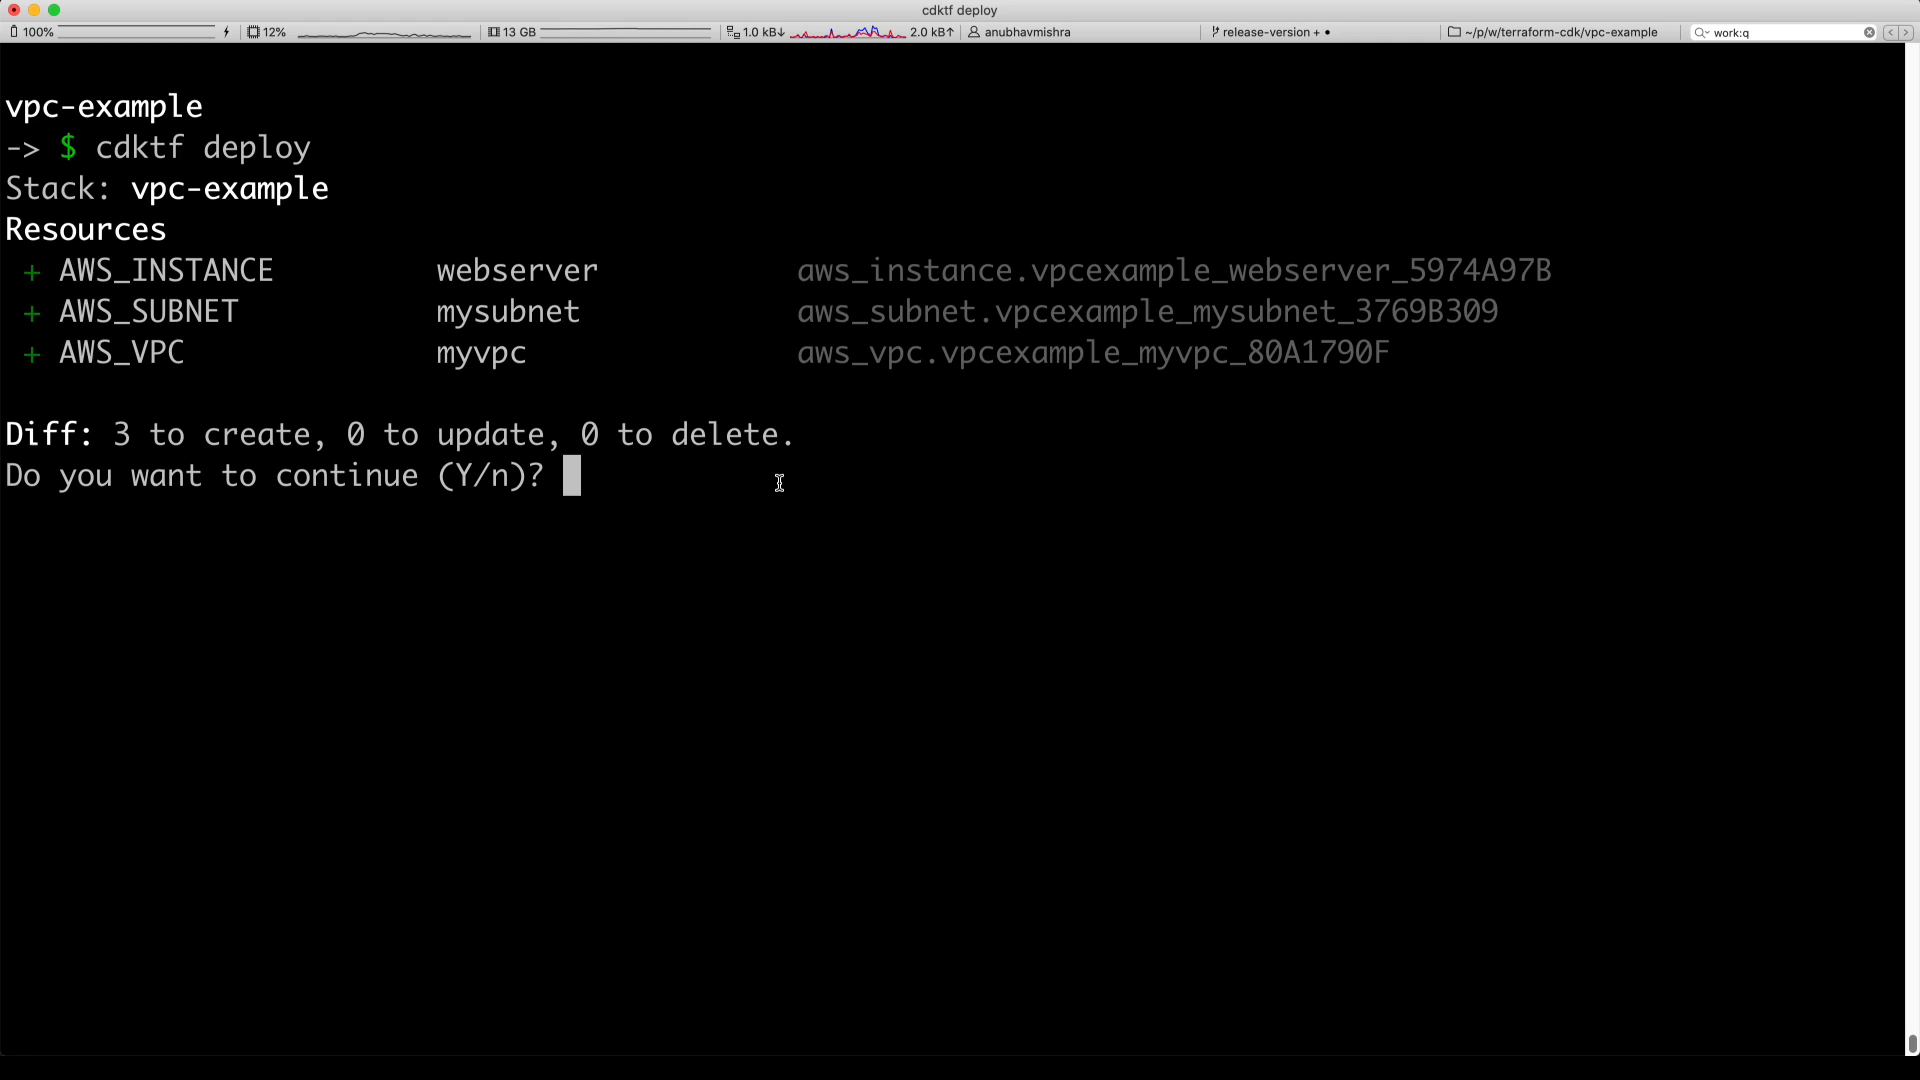 cdktf deploy
100% 12% 13 GB 1.0 kB↓ 2.0 kB↑ anubhavmishra release-version + • ~/p/w/terraform-cdk/vpc-example work:q
vpc-example
-> $ cdktf deploy
Stack: vpc-example
Resources
+ AWS_INSTANCE webserver aws_instance.vpcexample_webserver_5974A97B
+ AWS_SUBNET mysubnet aws_subnet.vpcexample_mysubnet_3769B309
+ AWS_VPC myvpc aws_vpc.vpcexample_myvpc_80A1790F
Diff: 3 to create, 0 to update, 0 to delete.
Do you want to continue (Y/n)?